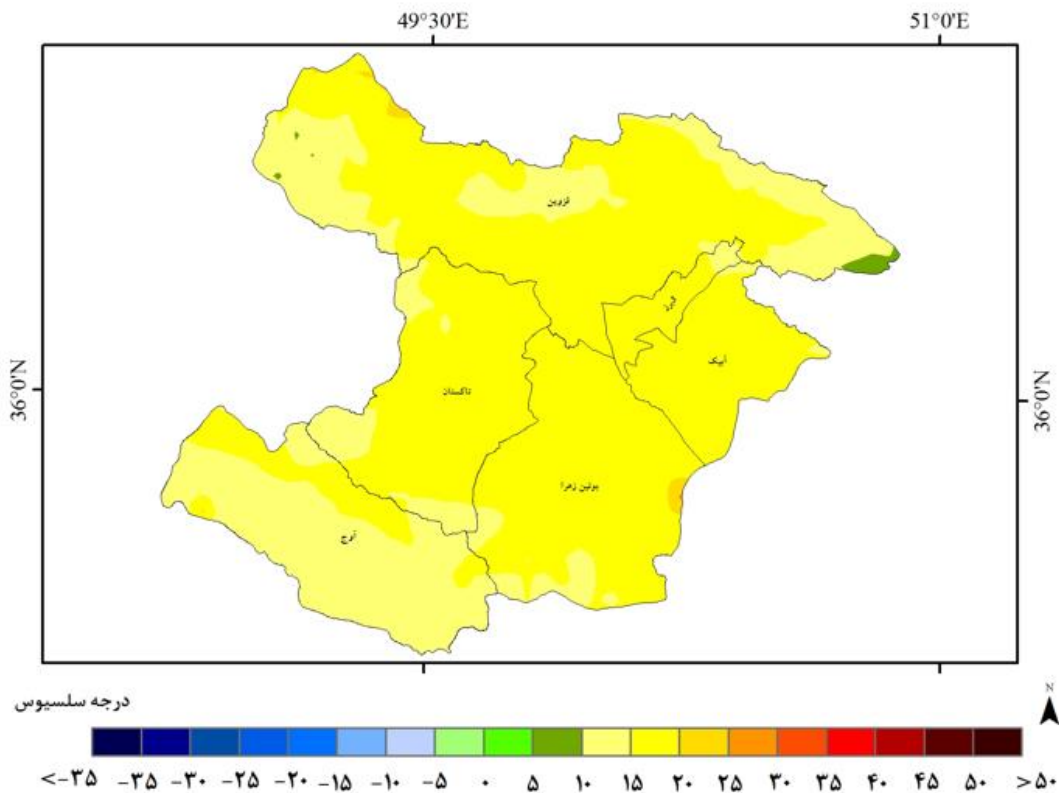 49°30'E
51°0'E
قزوین
البرز
آبیک
36°0'N
36°0'N
تاکستان
بوئین زهرا
آوج
درجه سلسیوس
N
<-۳۵ -۳۵ -۳۰ -۲۵ -۲۰ -۱۵ -۱۰ -۵ ۰ ۵ ۱۰ ۱۵ ۲۰ ۲۵ ۳۰ ۳۵ ۴۰ ۴۵ ۵۰ >۵۰